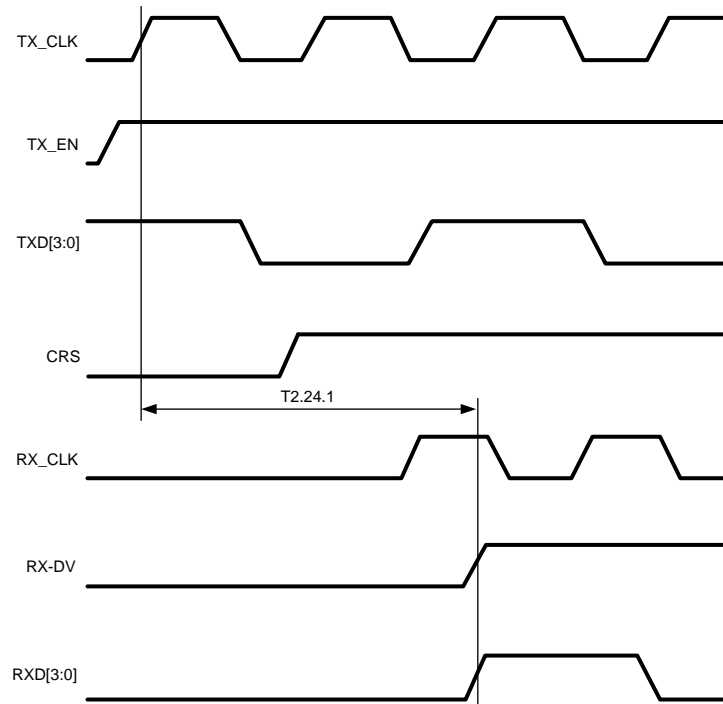 TX_CLK
TX_EN
TXD[3:0]
CRS
T2.24.1
RX_CLK
RX-DV
RXD[3:0]